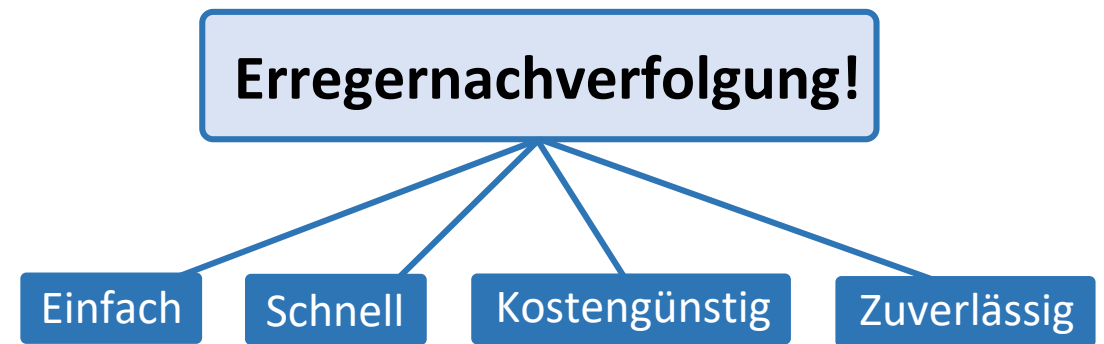 Erregernachverfolgung!
Einfach
Schnell
Kostengünstig
Zuverlässig